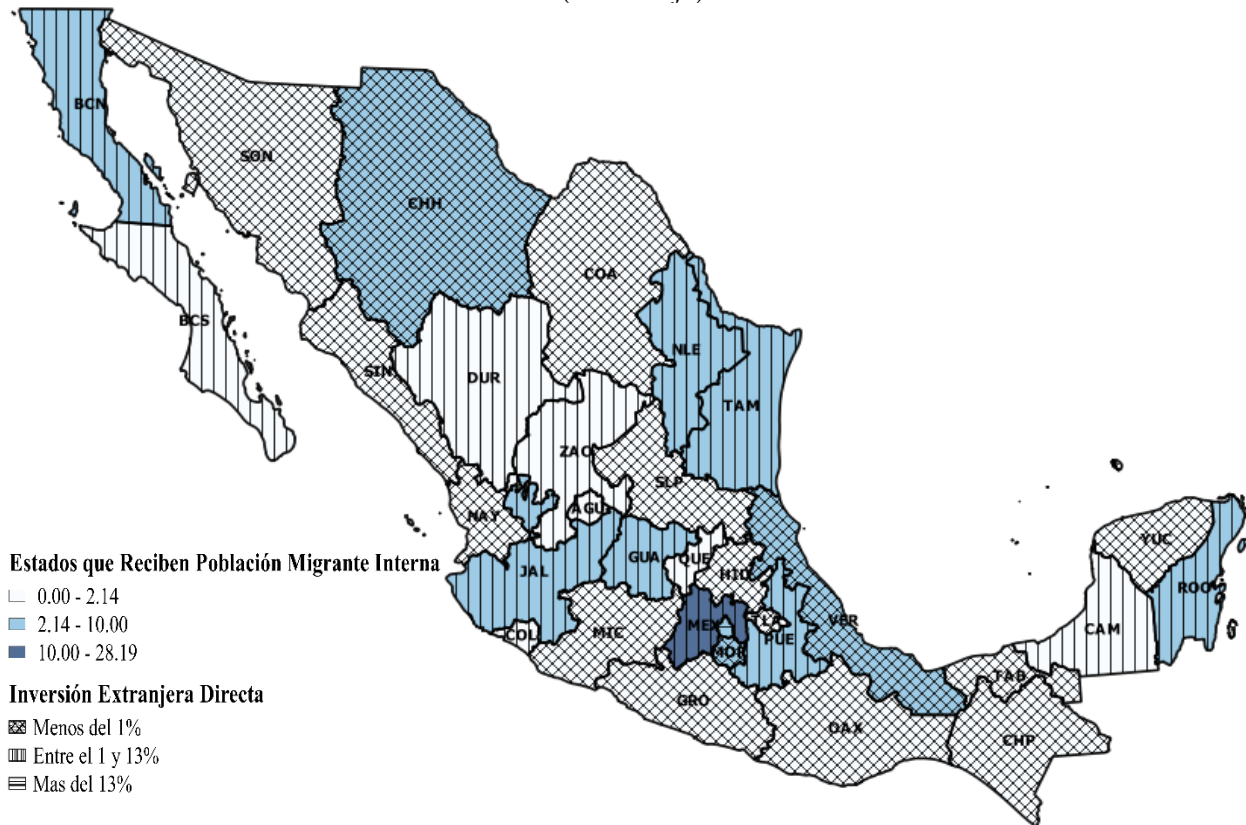 BCN
SON
CHH
COA
BCS
NLE
SIN
DUR
TAM
ZAC
SLP
NAY
AGU
YUC
Estados que Reciben Población Migrante Interna
GUA
QUE
JAL
HID
ROO
0.00 - 2.14
2.14 - 10.00
COL
MIC
MEX
TLA
PUE
VER
CAM
10.00 - 28.19
MOR
TAB
Inversión Extranjera Directa
GRO
OAX
CHP
Menos del 1%
Entre el 1 y 13%
Mas del 13%